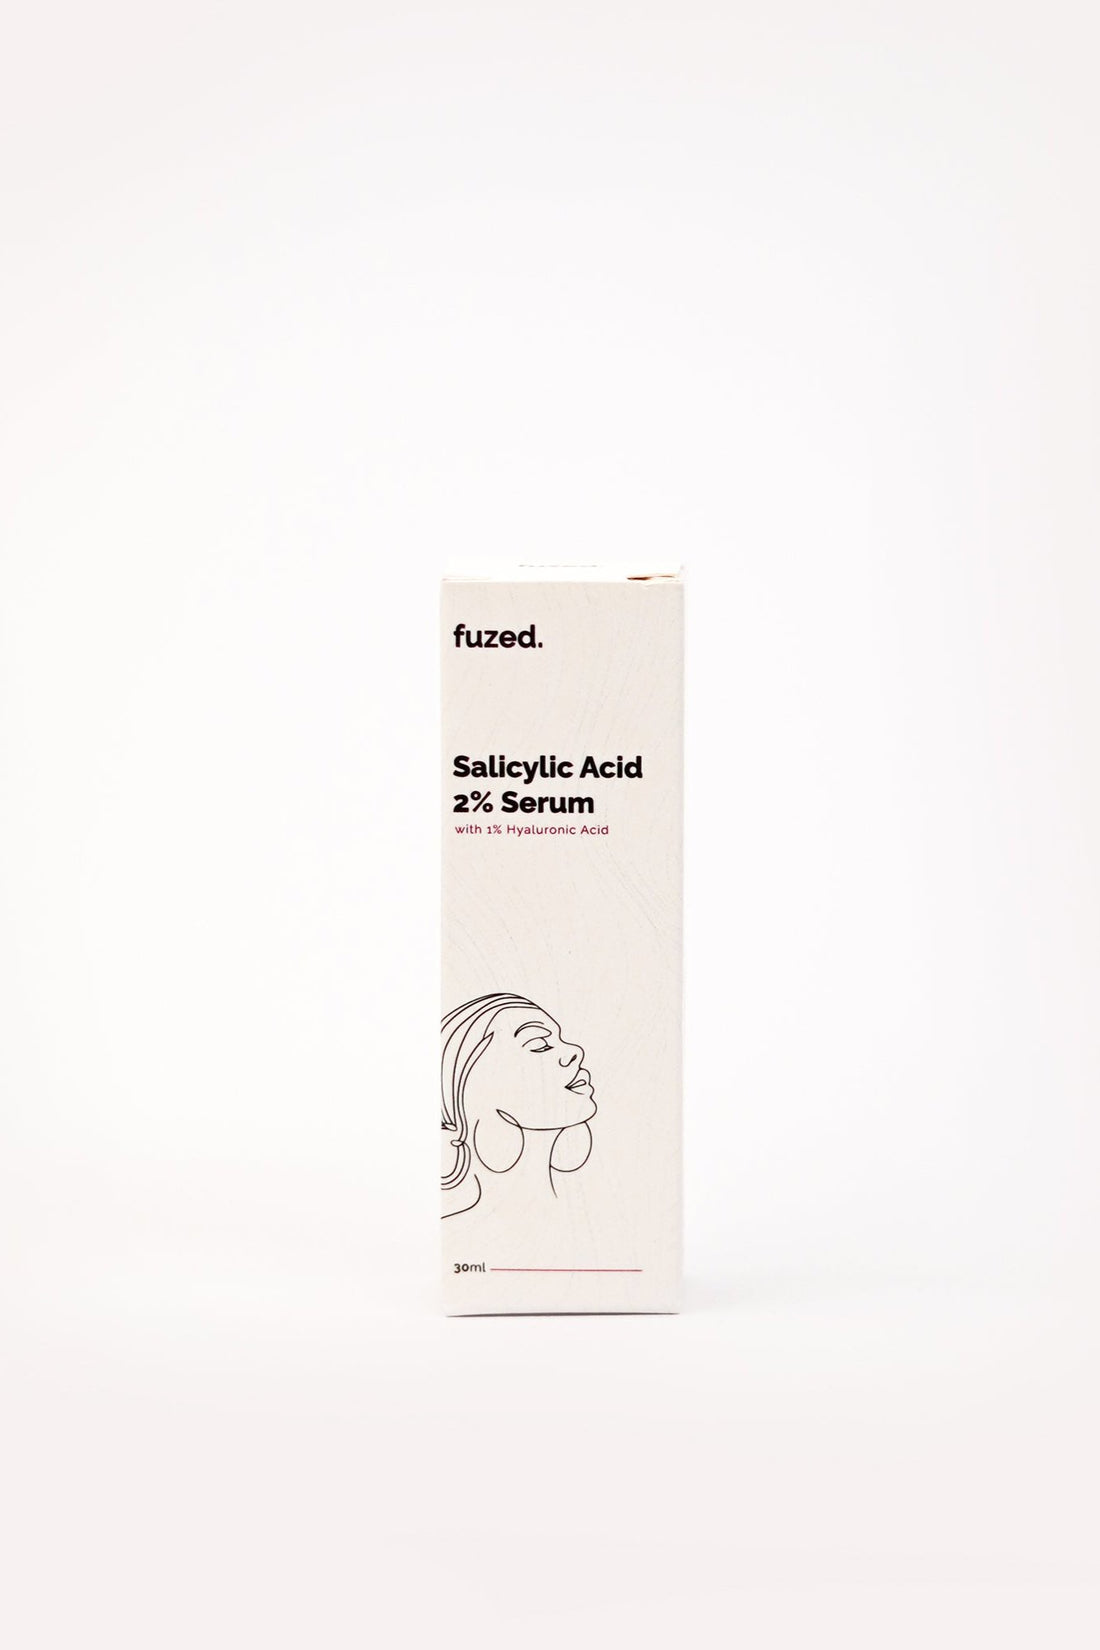 fuzed.
Salicylic Acid
2% Serum
with 1% Hyaluronic Acid
30ml